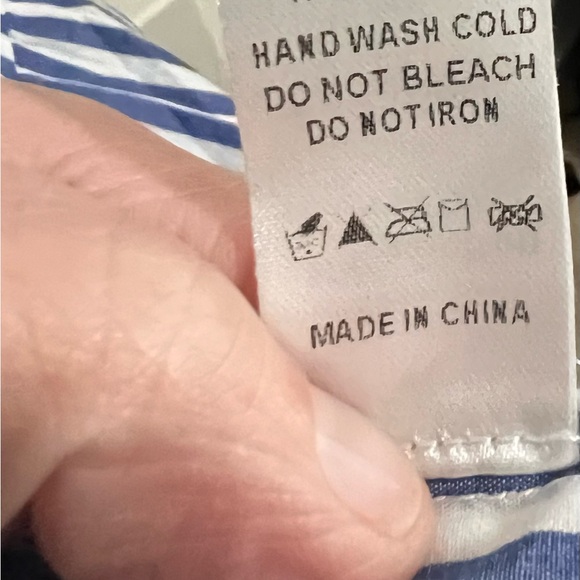 HAND WASH COLD
DO NOT BLEACH
DO NOT IRON
MADE IN CHINA